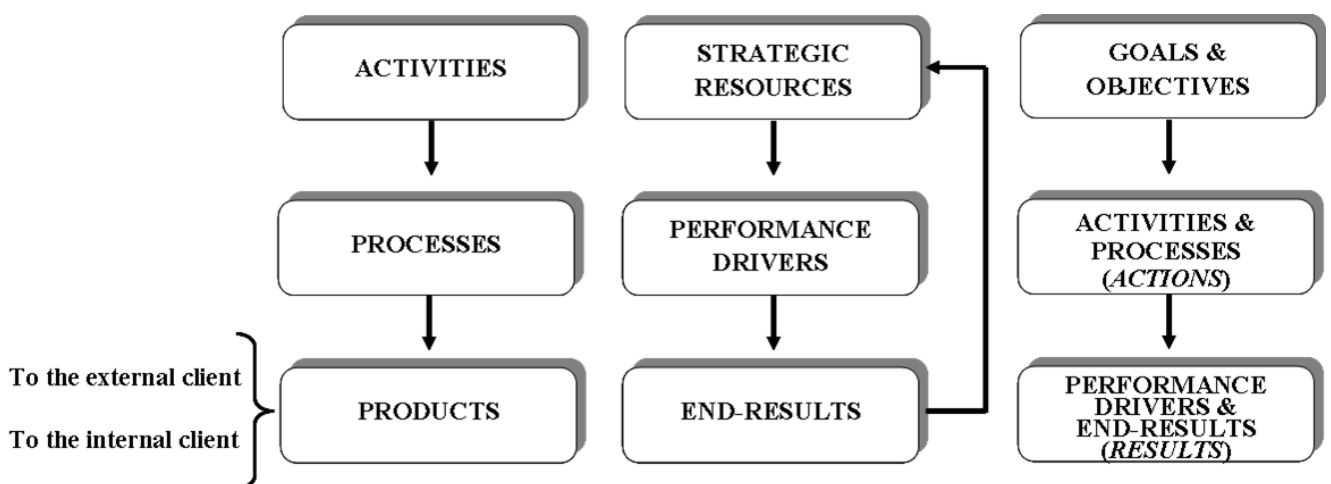 ACTIVITIES
STRATEGIC
RESOURCES
GOALS &
OBJECTIVES
PROCESSES
PERFORMANCE
DRIVERS
ACTIVITIES &
PROCESSES
(ACTIONS)
To the external client
To the internal client
PRODUCTS
END-RESULTS
PERFORMANCE
DRIVERS &
END-RESULTS
(RESULTS)